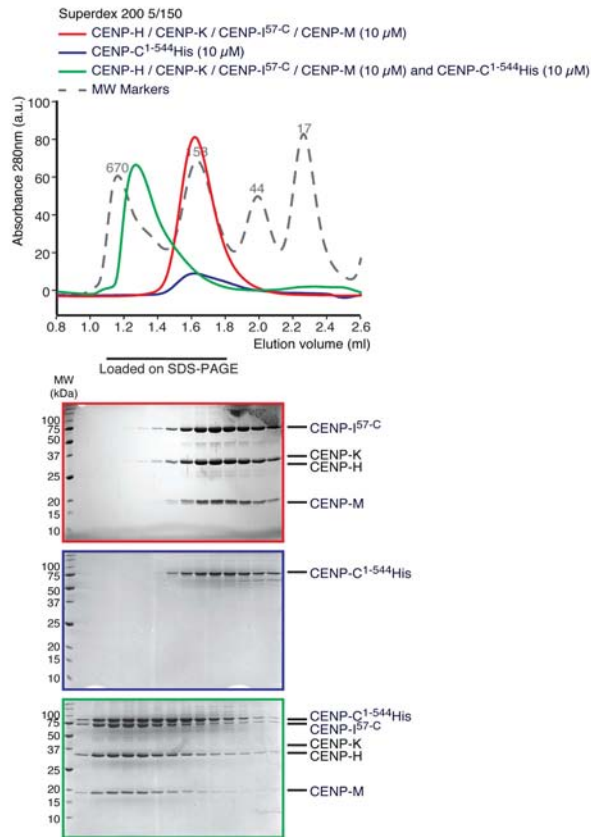 Superdex 200 5/150
CENP-H / CENP-K / CENP-I57-C / CENP-M (10 µM)
CENP-C1-544His (10 µM)
CENP-H / CENP-K / CENP-I57-C / CENP-M (10 µM) and CENP-C1-544His (10 µM)
MW Markers
Absorbance 280nm (a.u.)
100
80
60
40
20
0
670
158
44
17
0.8 1.0 1.2 1.4 1.6 1.8 2.0 2.2 2.4 2.6
Elution volume (ml)
Loaded on SDS-PAGE
MW
(kDa)
100
75
50
37
25
20
15
10
CENP-I57-C
CENP-K
CENP-H
CENP-M
100
75
50
37
25
20
15
10
CENP-C1-544His
100
75
50
37
25
20
15
10
CENP-C1-544His
CENP-I57-C
CENP-K
CENP-H
CENP-M